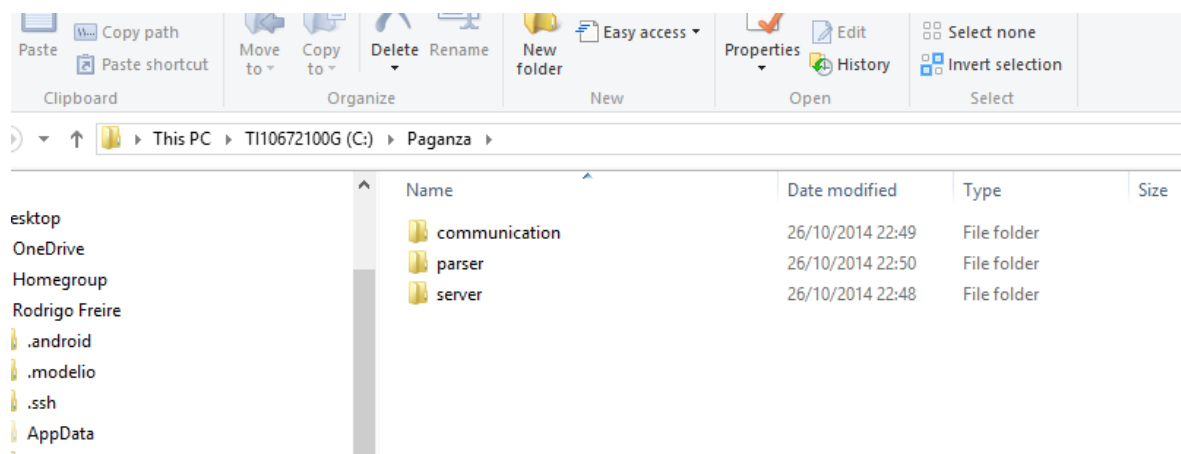 Copy path
Paste
Paste shortcut
Move to
Copy to
Delete
Rename
New folder
Easy access
Properties
Edit
History
Select none
Invert selection
Clipboard
Organize
New
Open
Select
This PC TI10672100G (C:) Paganza
Name Date modified Type Size
communication 26/10/2014 22:49 File folder
parser 26/10/2014 22:50 File folder
server 26/10/2014 22:48 File folder
esktop
OneDrive
Homegroup
Rodrigo Freire
.android
.modelio
.ssh
AppData